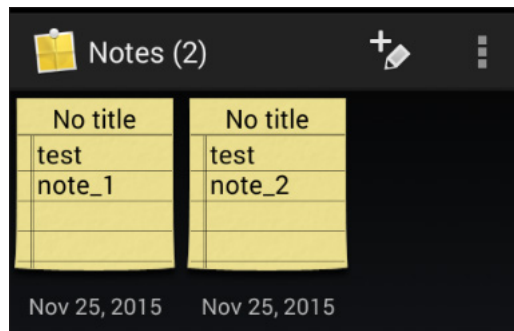 Notes (2)
No title
test
note_1
Nov 25, 2015
No title
test
note_2
Nov 25, 2015